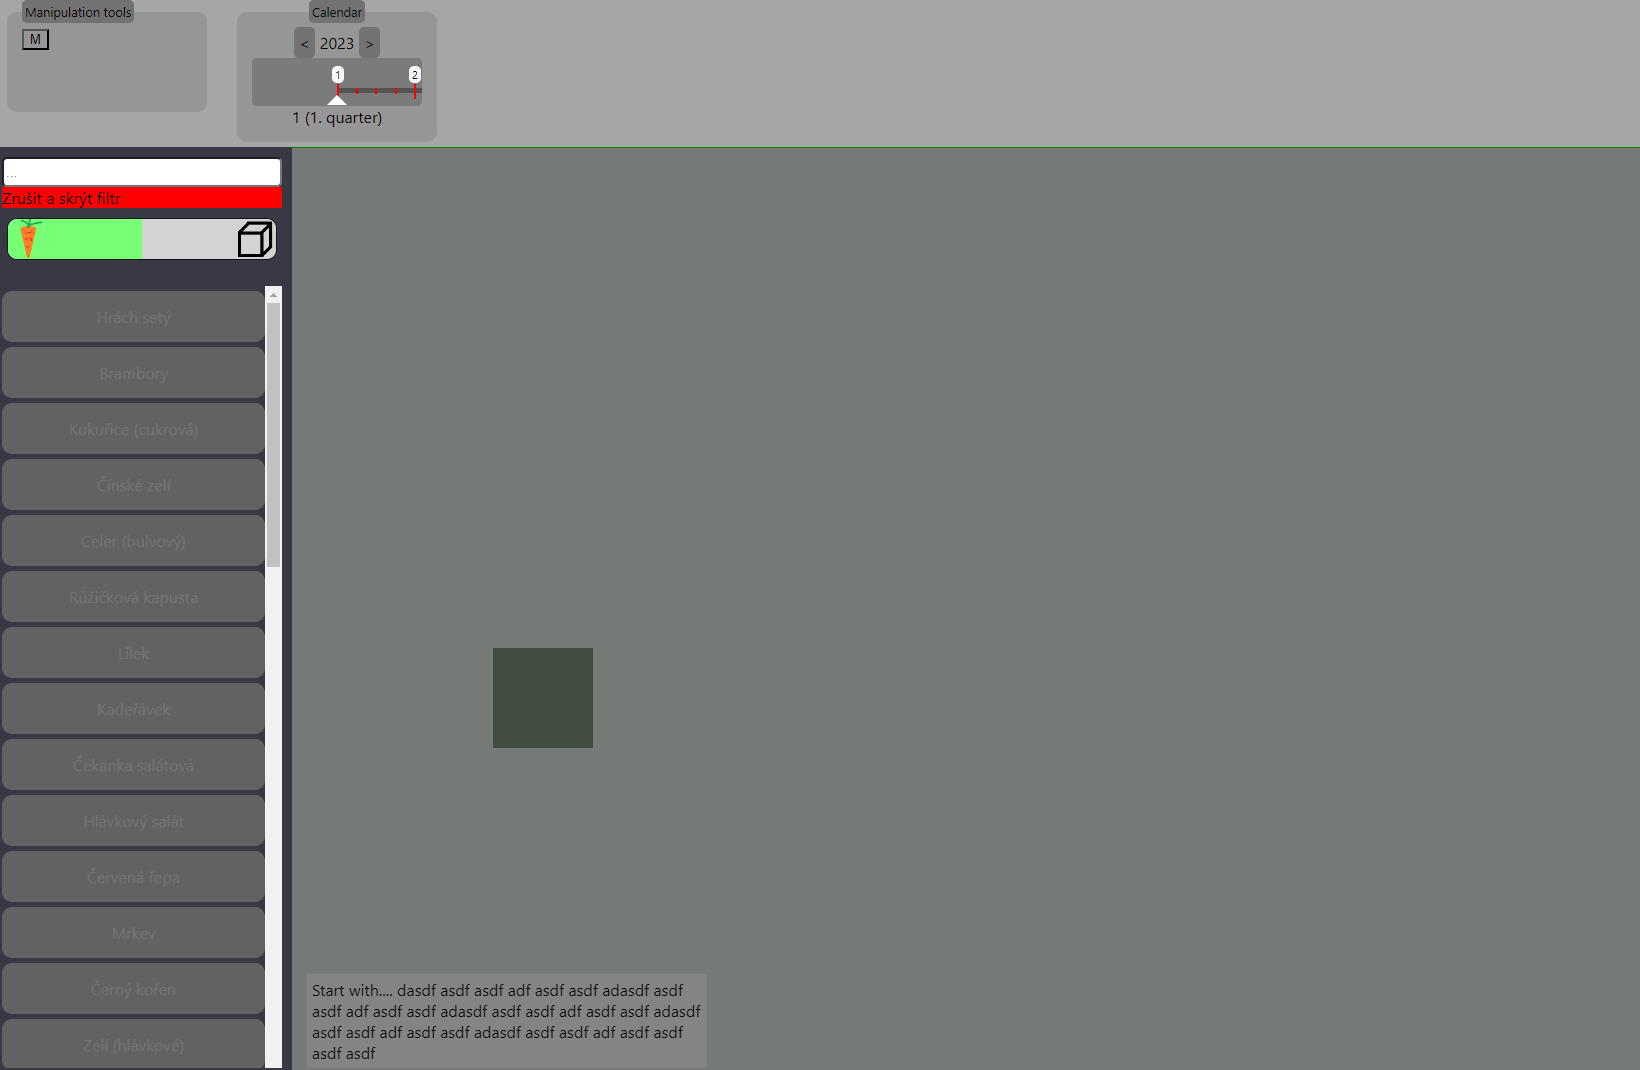 Manipulation tools
M
Calendar
< 2023 >
1 2
1 (1. quarter)
...
Zrušit a skrýt filtr
Hrách setý
Brambory
Kukuřice (cukrová)
Čínské zelí
Celer (bulvový)
Růžičková kapusta
Lilek
Kadeřávek
Čekanka salátová
Hlávkový salát
Červená řepa
Mrkev
Černý kořen
Zelí (hlávkové)
Start with.... dasdf asdf asdf adf asdf asdf adasdf asdf
asdf adf asdf asdf adasdf asdf asdf adf asdf asdf adasdf
asdf asdf adf asdf asdf adasdf asdf asdf adf asdf asdf
asdf asdf